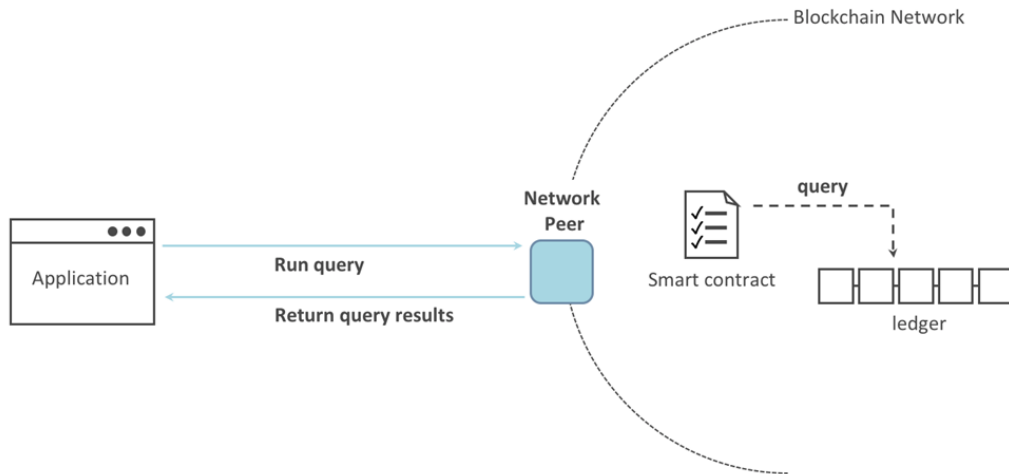 Blockchain Network
Network
Peer
query
Application
Run query
Smart contract
Return query results
ledger